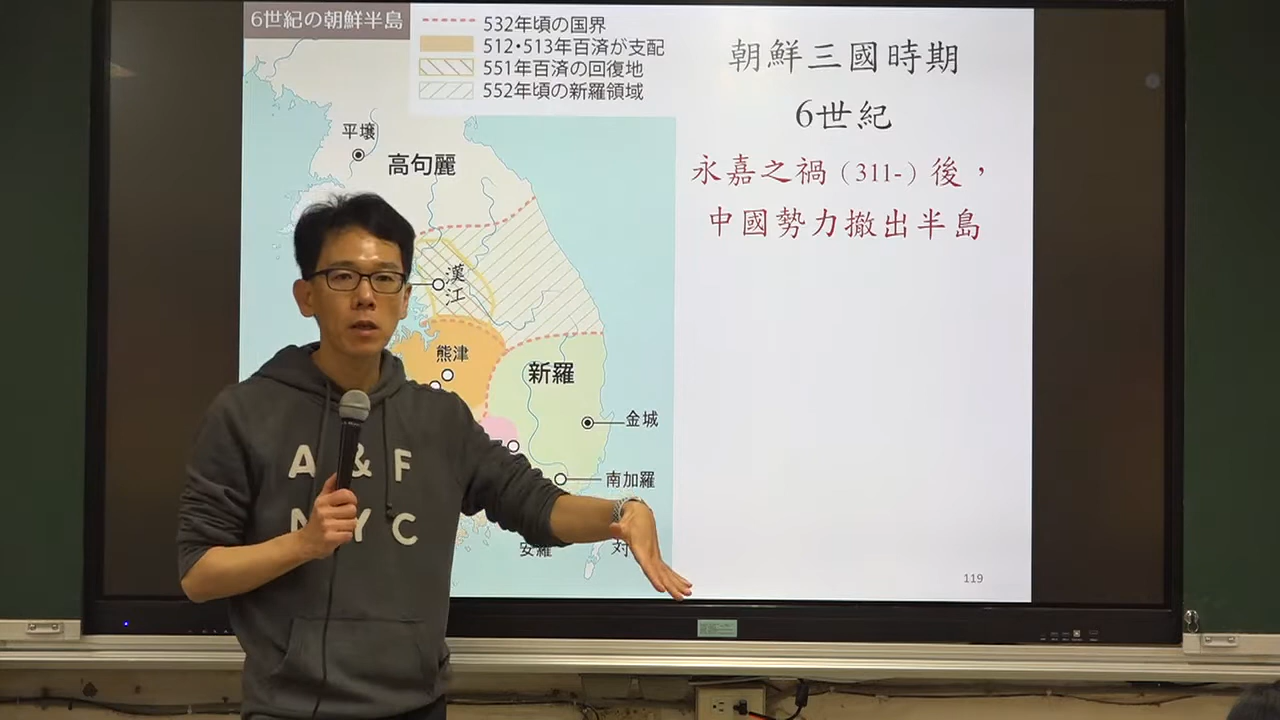 6世紀の朝鮮半島
532年頃の国界
512・513年百済が支配
551年百済の回復地
552年頃の新羅領域
平壌
高句麗
漢江
熊津
新羅
金城
南加羅
安羅
対
朝鮮三國時期
6世紀
永嘉之禍（311-）後，
中國勢力撤出半島
119
A & F
NYC